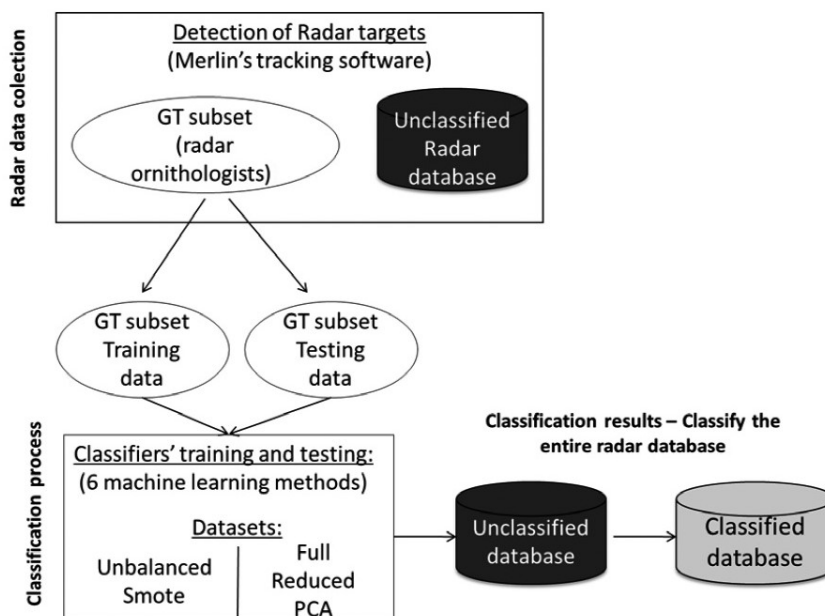 Radar data colection
Detection of Radar targets
(Merlin's tracking software)
GT subset
(radar
ornithologists)
Unclassified
Radar
database
GT subset
Training
data
GT subset
Testing
data
Classification process
Classifiers' training and testing:
(6 machine learning methods)
Datasets:
Unbalanced
Smote
Full
Reduced
PCA
Classification results – Classify the
entire radar database
Unclassified
database
Classified
database